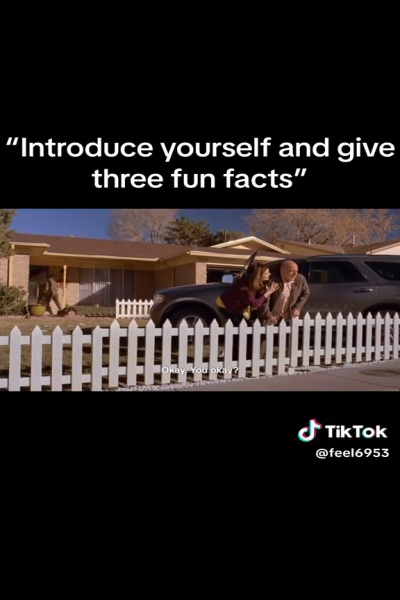 “Introduce yourself and give
three fun facts”
Okay. You okay?
TikTok
@feel6953